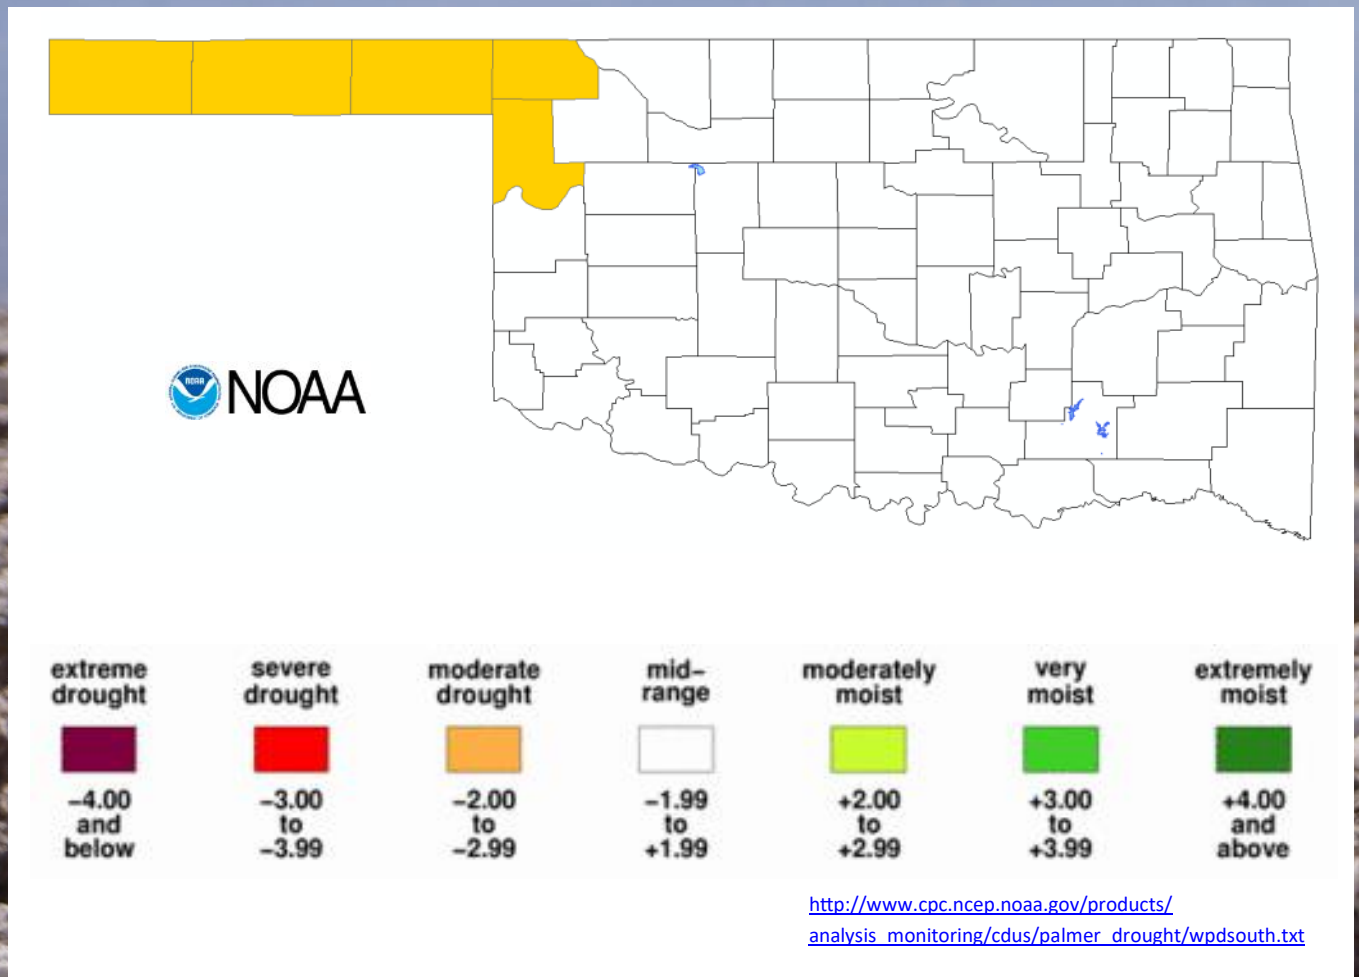 NOAA
NOAA
extreme drought
severe drought
moderate drought
mid-range
moderately moist
very moist
extremely moist
−4.00 and below
−3.00 to −3.99
−2.00 to −2.99
−1.99 to +1.99
+2.00 to +2.99
+3.00 to +3.99
+4.00 and above
http://www.cpc.ncep.noaa.gov/products/
analysis_monitoring/cdus/palmer_drought/wpdsouth.txt